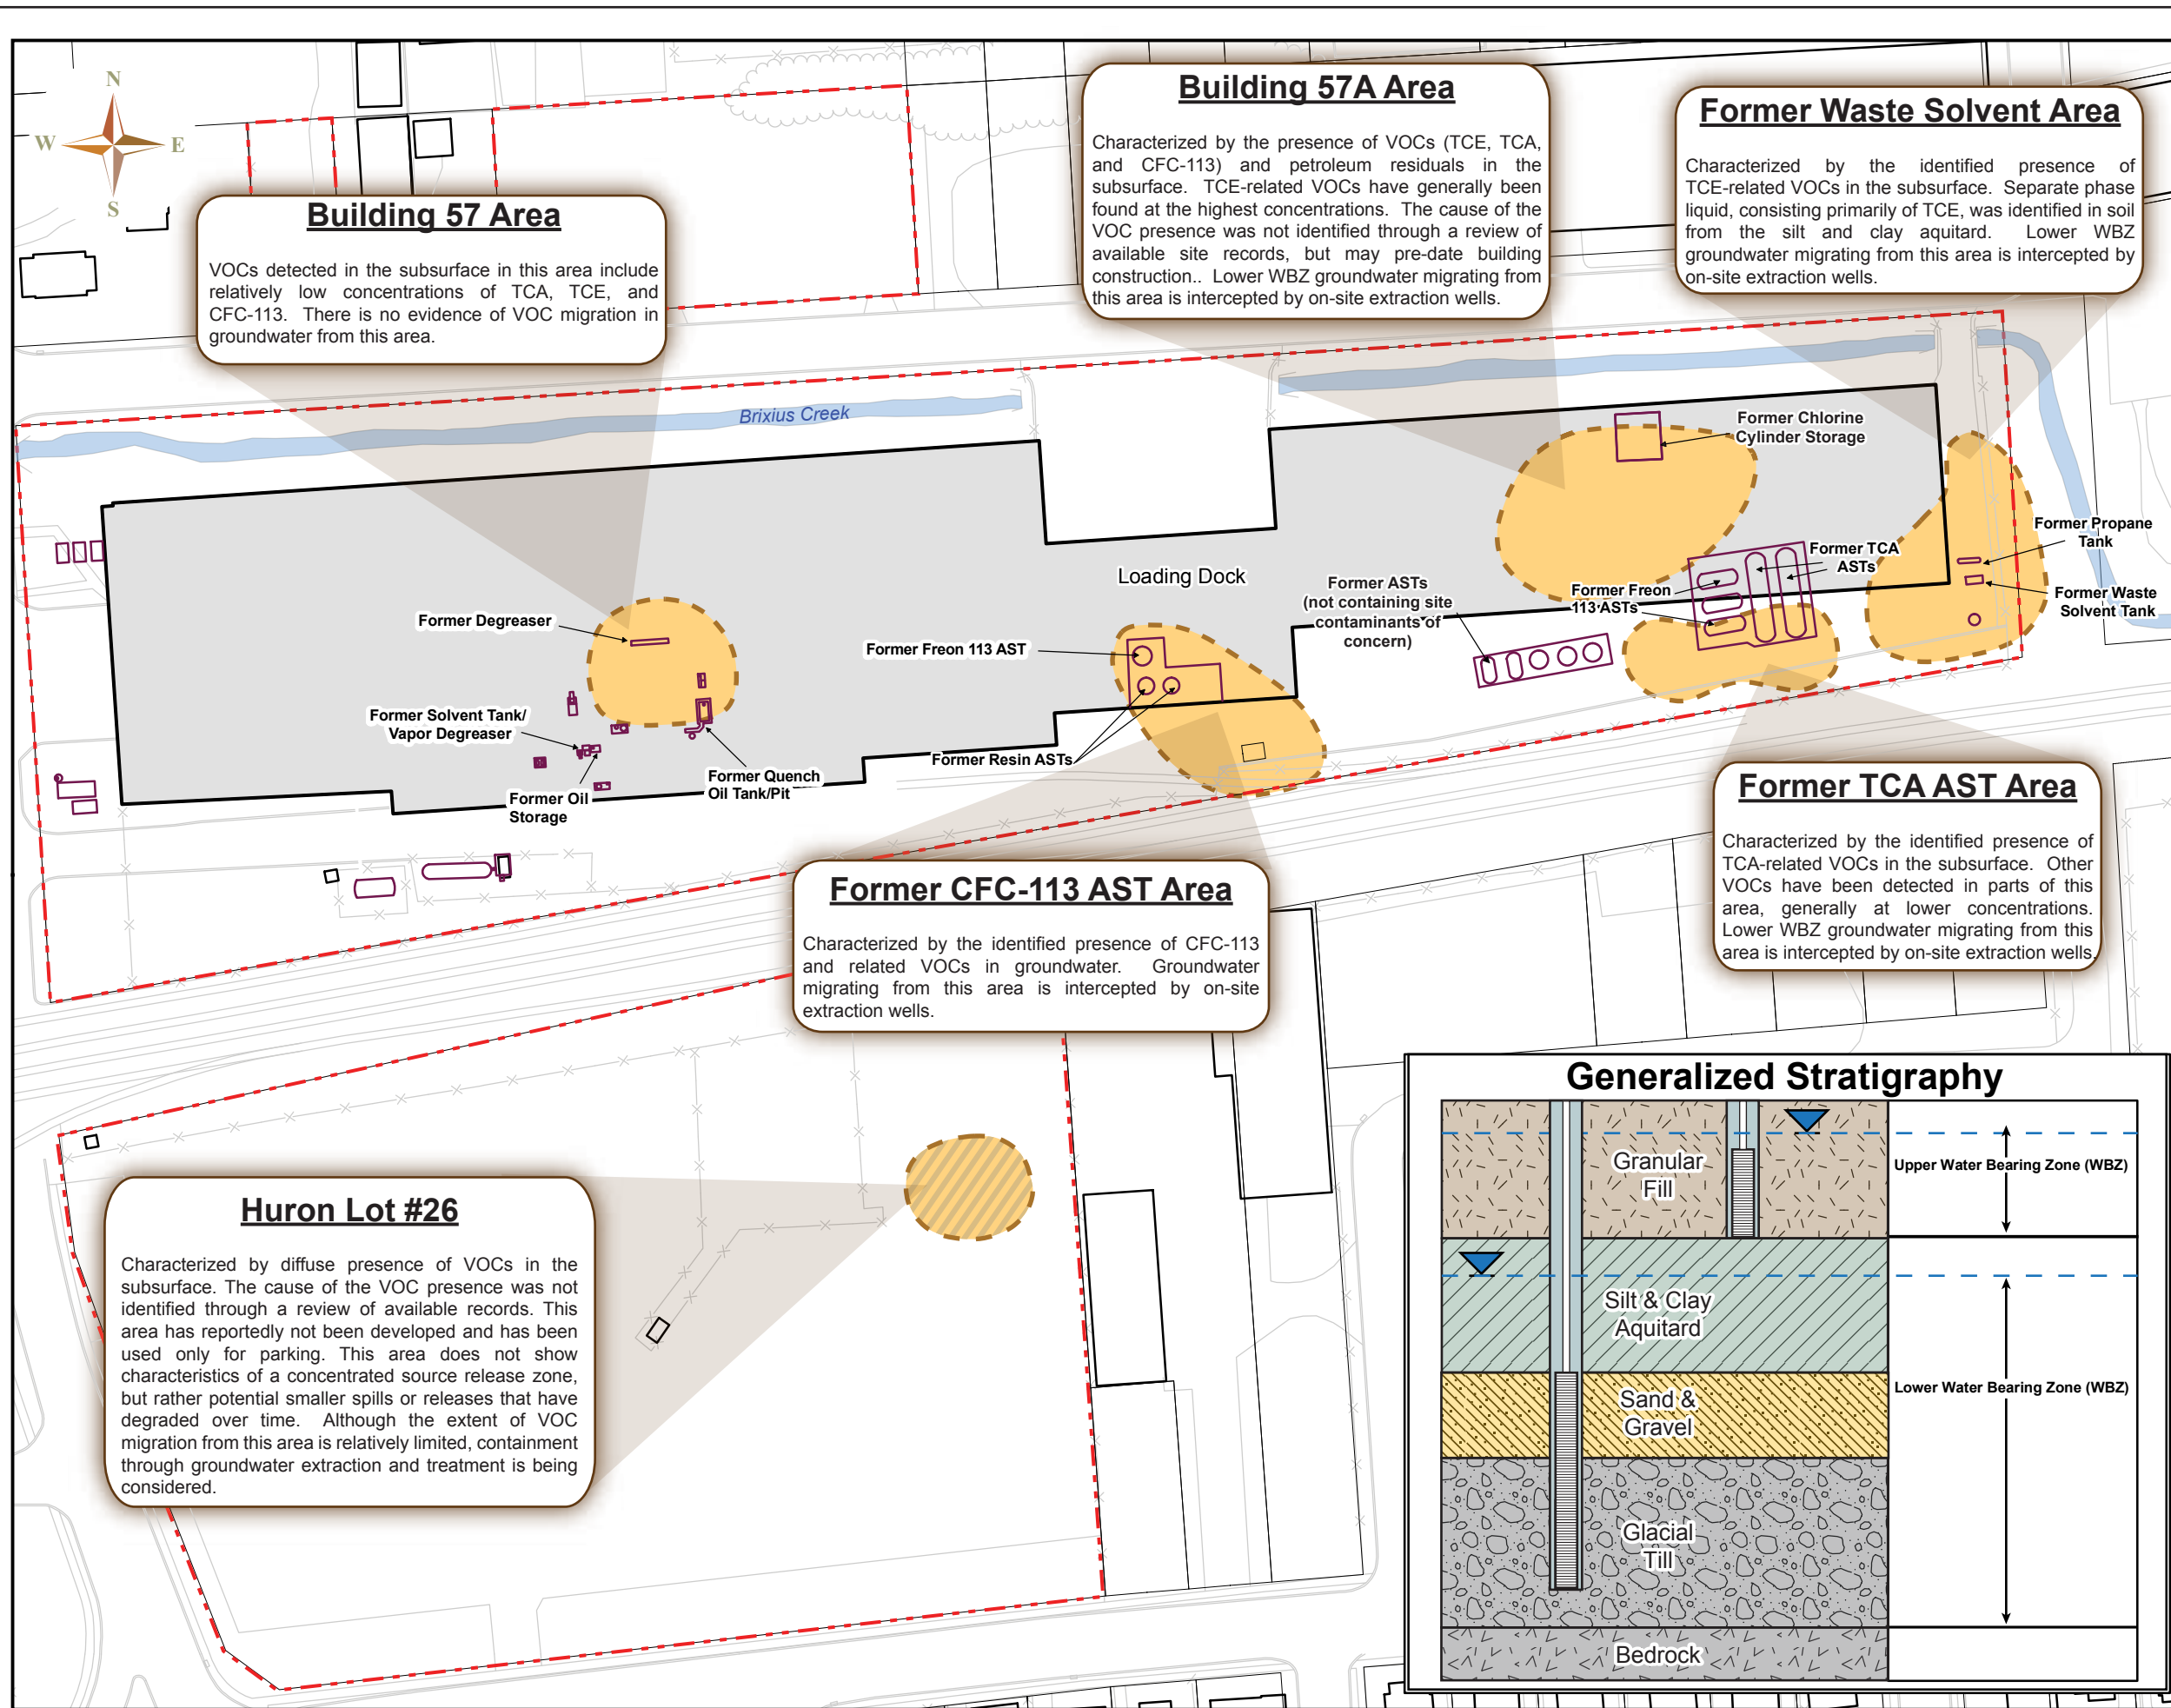 N
W E
S
Building 57 Area
VOCs detected in the subsurface in this area include
relatively low concentrations of TCA, TCE, and
CFC-113. There is no evidence of VOC migration in
groundwater from this area.
Building 57A Area
Characterized by the presence of VOCs (TCE, TCA,
and CFC-113) and petroleum residuals in the
subsurface. TCE-related VOCs have generally been
found at the highest concentrations. The cause of the
VOC presence was not identified through a review of
available site records, but may pre-date building
construction.. Lower WBZ groundwater migrating from
this area is intercepted by on-site extraction wells.
Former Waste Solvent Area
Characterized by the identified presence of
TCE-related VOCs in the subsurface. Separate phase
liquid, consisting primarily of TCE, was identified in soil
from the silt and clay aquitard. Lower WBZ
groundwater migrating from this area is intercepted by
on-site extraction wells.
Brixius Creek
Former Chlorine
Cylinder Storage
Former Propane
Tank
Former TCA
ASTs
Loading Dock
Former ASTs
(not containing site
contaminants of
concern)
Former Freon
113 ASTs
Former Waste
Solvent Tank
Former Degreaser
Former Freon 113 AST
Former Solvent Tank/
Vapor Degreaser
Former Resin ASTs
Former Quench
Oil Tank/Pit
Former Oil
Storage
Former TCA AST Area
Characterized by the identified presence of
TCA-related VOCs in the subsurface. Other
VOCs have been detected in parts of this
area, generally at lower concentrations.
Lower WBZ groundwater migrating from this
area is intercepted by on-site extraction wells.
Former CFC-113 AST Area
Characterized by the identified presence of CFC-113
and related VOCs in groundwater. Groundwater
migrating from this area is intercepted by on-site
extraction wells.
Huron Lot #26
Characterized by diffuse presence of VOCs in the
subsurface. The cause of the VOC presence was not
identified through a review of available records. This
area has reportedly not been developed and has been
used only for parking. This area does not show
characteristics of a concentrated source release zone,
but rather potential smaller spills or releases that have
degraded over time. Although the extent of VOC
migration from this area is relatively limited, containment
through groundwater extraction and treatment is being
considered.
Generalized Stratigraphy
Granular
Fill
Upper Water Bearing Zone (WBZ)
Silt & Clay
Aquitard
Sand &
Gravel
Lower Water Bearing Zone (WBZ)
Glacial
Till
Bedrock